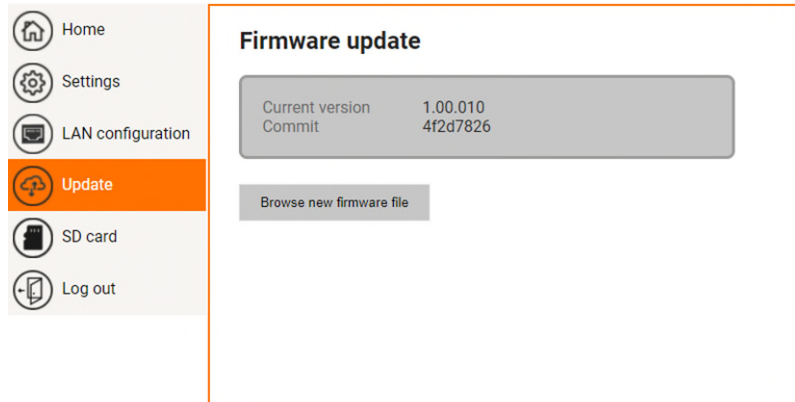 Home
Settings
LAN configuration
Update
SD card
Log out
Firmware update
Current version 1.00.010
Commit 4f2d7826
Browse new firmware file